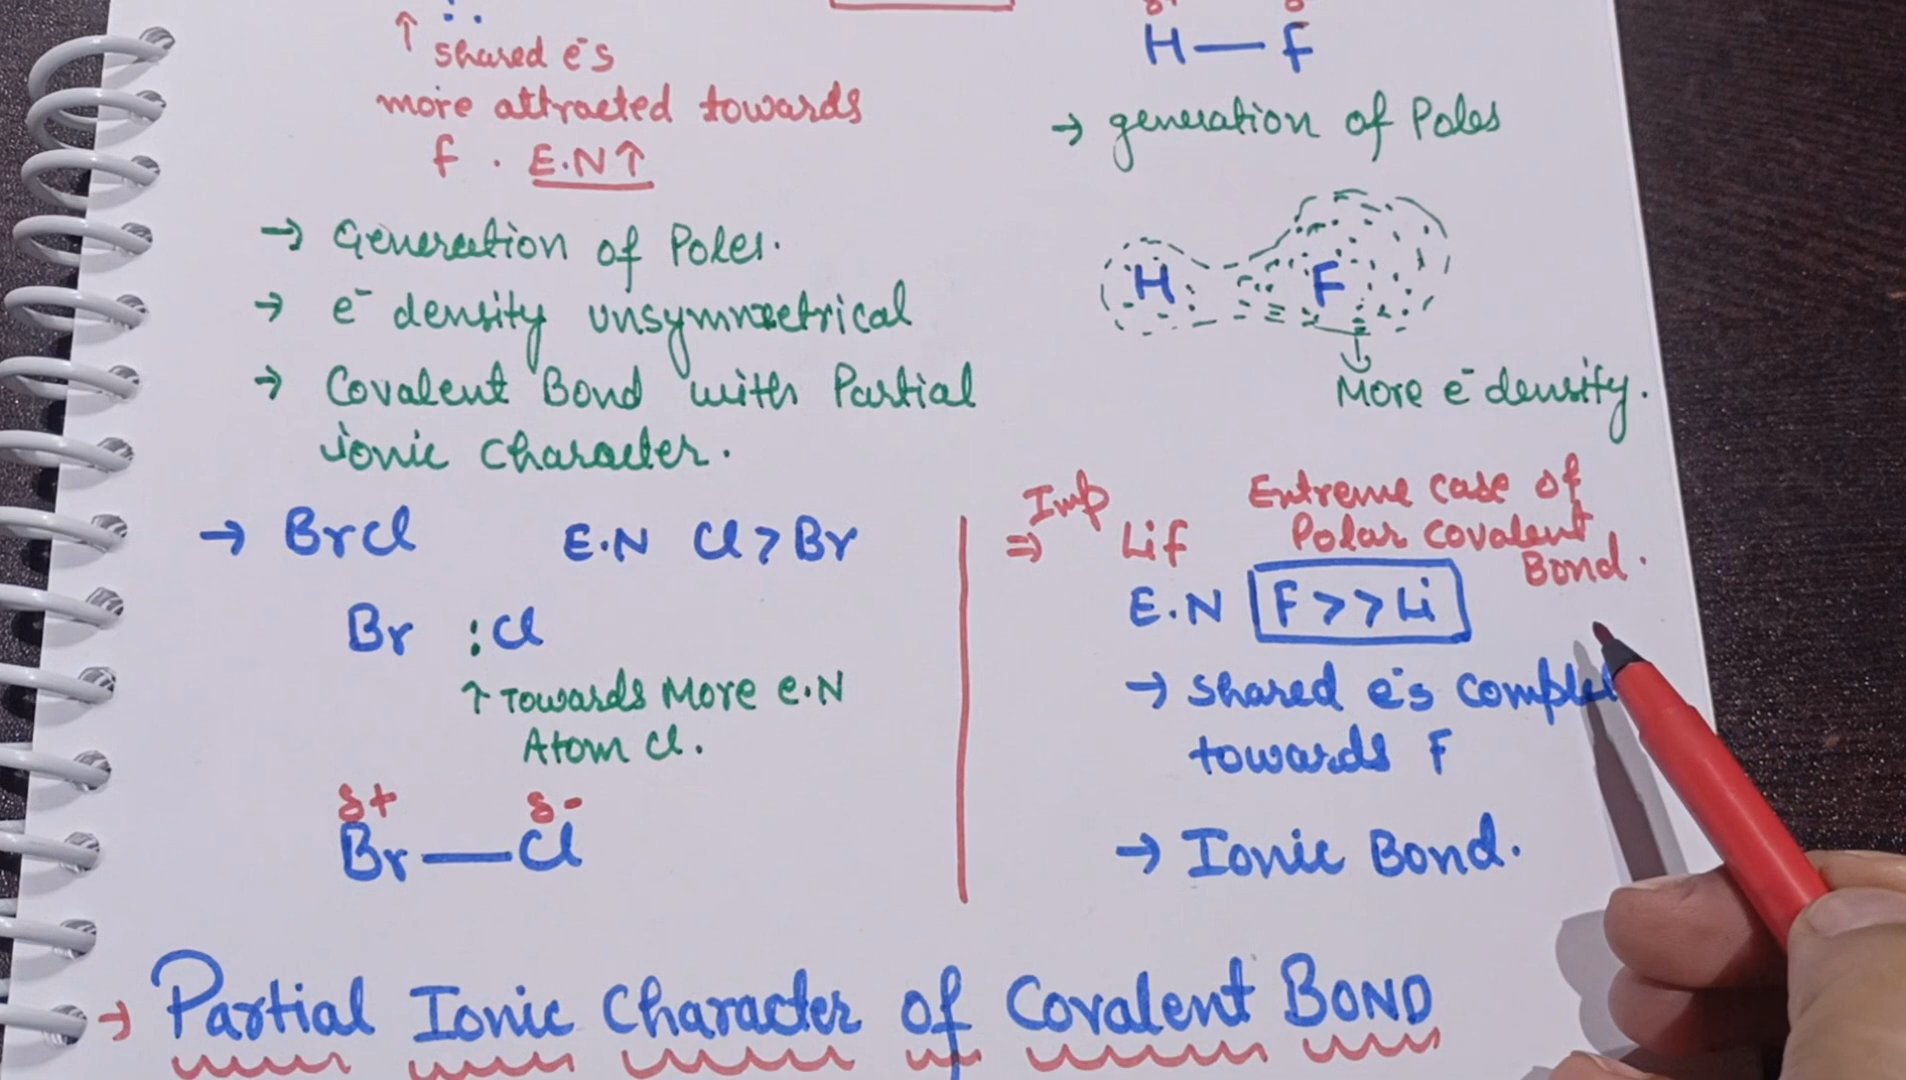 ↑ shared e⁻s
more attracted towards
F . E.N↑
→ Generation of Poles.
→ e⁻ density unsymmetrical
→ Covalent Bond with Partial
ionic character.
→ BrCl E.N Cl > Br
Br :Cl
↑ Towards More e.N
Atom Cl.
δ+ δ-
Br — Cl
H — F
→ generation of Poles
H F
More e⁻ density.
Imp
⇒ LiF
Extreme case of
Polar Covalent
Bond.
E.N F >> Li
→ Shared e⁻s
towards F
→ Ionic Bond.
→ Partial Ionic Character of Covalent BOND